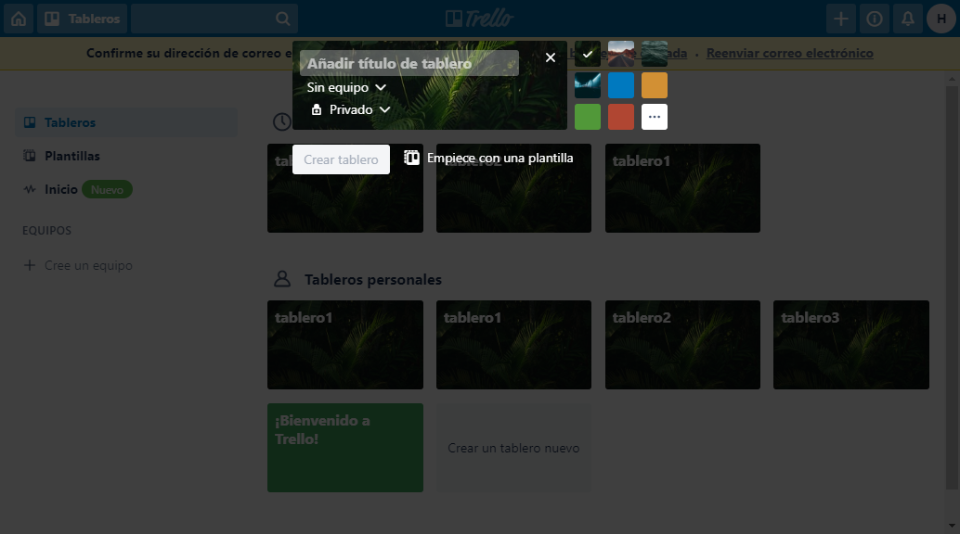 Tableros
Trello
H
Confirme su dirección de correo e
ada · Reenviar correo electrónico
Añadir título de tablero
Sin equipo
Privado
Crear tablero
Empiece con una plantilla
Tableros
Plantillas
Inicio Nuevo
EQUIPOS
Cree un equipo
tablero2
tablero1
Tableros personales
tablero1
tablero1
tablero2
tablero3
¡Bienvenido a
Trello!
Crear un tablero nuevo